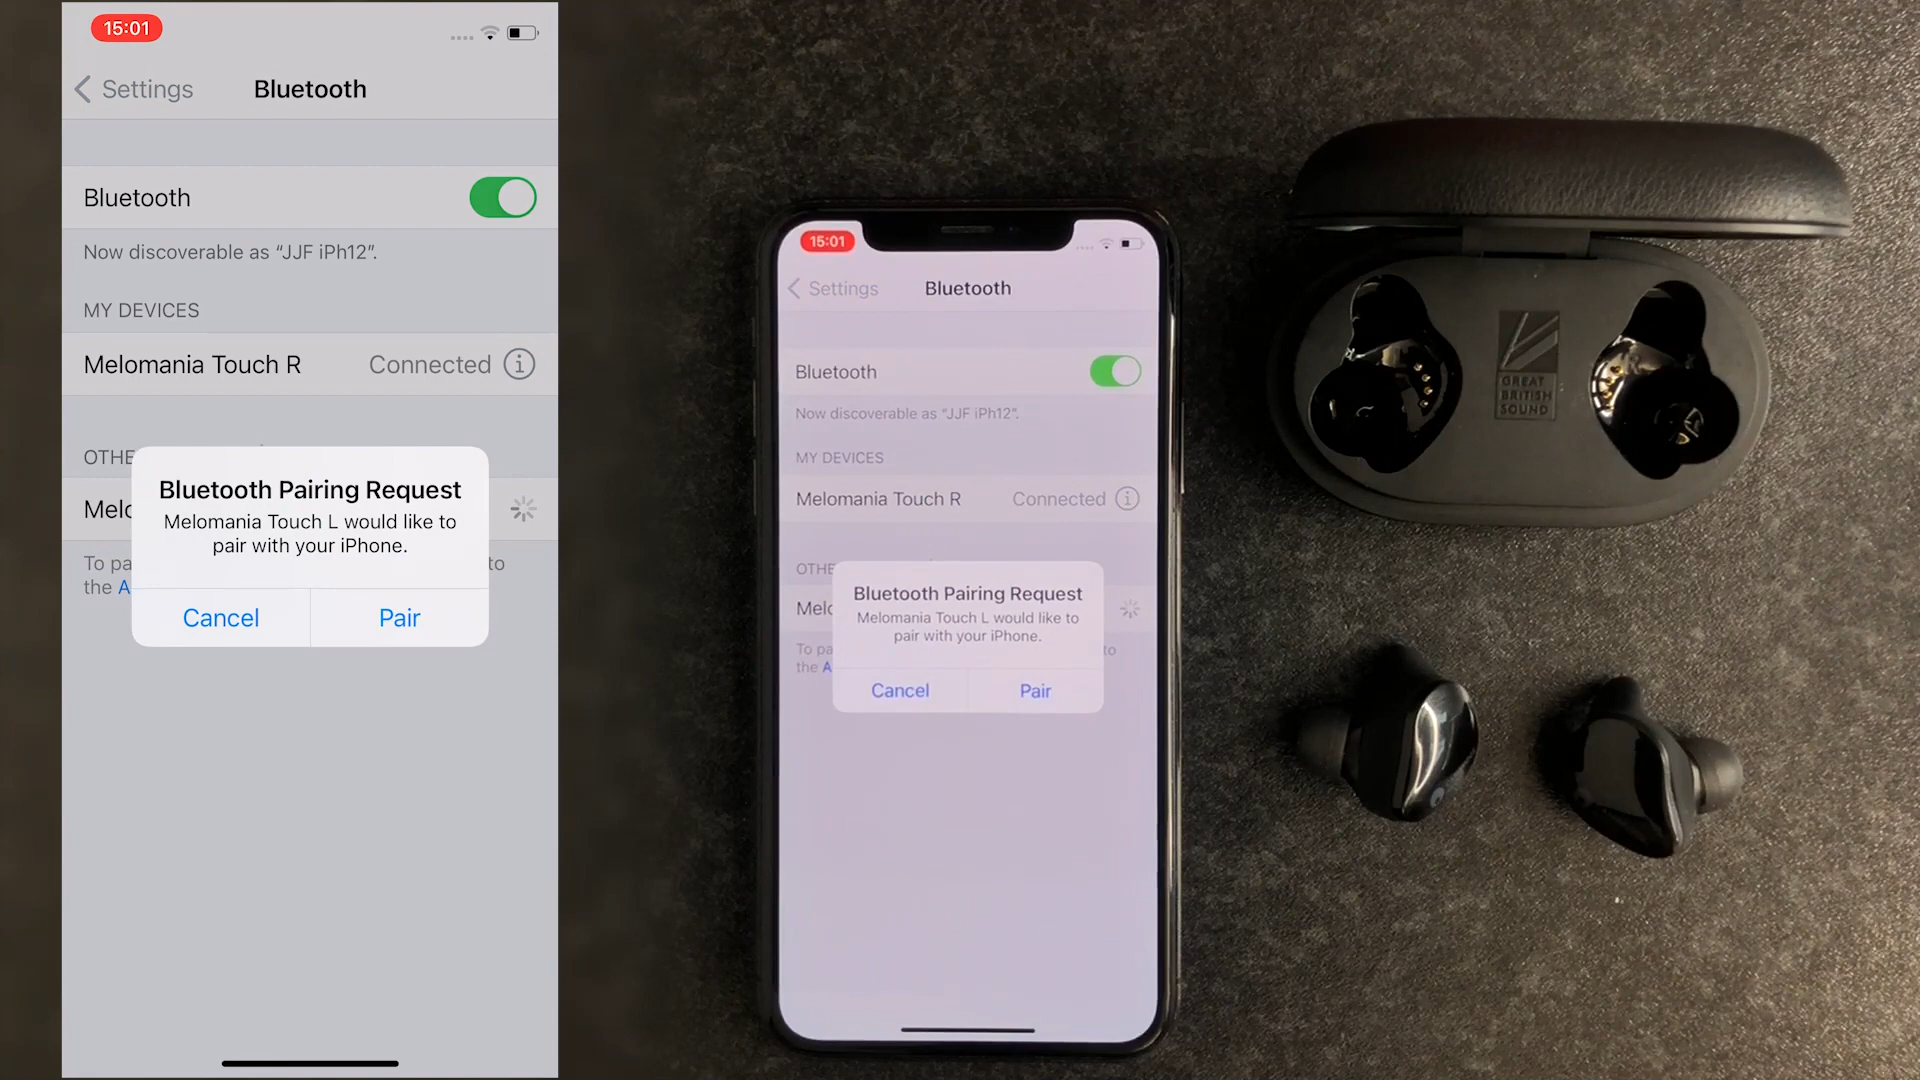 15:01
Settings
Bluetooth
Bluetooth
Now discoverable as “JJF iPh12”.
MY DEVICES
Melomania Touch R
Connected
OTHE
Melo
To pa
to
the A
Bluetooth Pairing Request
Melomania Touch L would like to
pair with your iPhone.
Cancel
Pair
15:01
Settings
Bluetooth
Bluetooth
Now discoverable as “JJF iPh12”.
MY DEVICES
Melomania Touch R
Connected
OTHE
Melo
To pa
to
the A
Bluetooth Pairing Request
Melomania Touch L would like to
pair with your iPhone.
Cancel
Pair
GREAT
BRITISH
SOUND